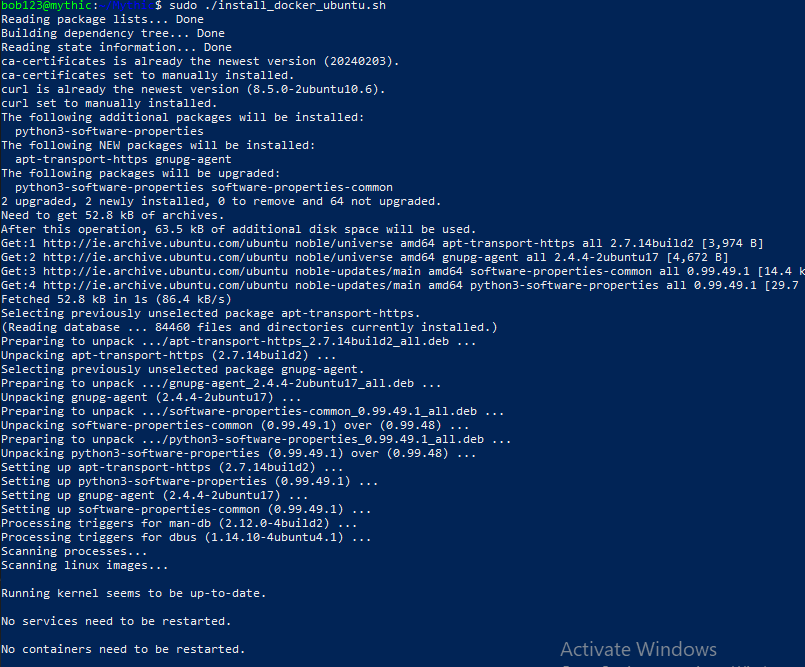 bob123@mythic:~/Mythic$ sudo ./install_docker_ubuntu.sh
Reading package lists... Done
Building dependency tree... Done
Reading state information... Done
ca-certificates is already the newest version (20240203).
ca-certificates set to manually installed.
curl is already the newest version (8.5.0-2ubuntu10.6).
curl set to manually installed.
The following additional packages will be installed:
  python3-software-properties
The following NEW packages will be installed:
  apt-transport-https gnupg-agent
The following packages will be upgraded:
  python3-software-properties software-properties-common
2 upgraded, 2 newly installed, 0 to remove and 64 not upgraded.
Need to get 52.8 kB of archives.
After this operation, 63.5 kB of additional disk space will be used.
Get:1 http://ie.archive.ubuntu.com/ubuntu noble/universe amd64 apt-transport-https all 2.7.14build2 [3,974 B]
Get:2 http://ie.archive.ubuntu.com/ubuntu noble/universe amd64 gnupg-agent all 2.4.4-2ubuntu17 [4,672 B]
Get:3 http://ie.archive.ubuntu.com/ubuntu noble-updates/main amd64 software-properties-common all 0.99.49.1 [14.4 k
Get:4 http://ie.archive.ubuntu.com/ubuntu noble-updates/main amd64 python3-software-properties all 0.99.49.1 [29.7
Fetched 52.8 kB in 1s (86.4 kB/s)
Selecting previously unselected package apt-transport-https.
(Reading database ... 84460 files and directories currently installed.)
Preparing to unpack .../apt-transport-https_2.7.14build2_all.deb ...
Unpacking apt-transport-https (2.7.14build2) ...
Selecting previously unselected package gnupg-agent.
Preparing to unpack .../gnupg-agent_2.4.4-2ubuntu17_all.deb ...
Unpacking gnupg-agent (2.4.4-2ubuntu17) ...
Preparing to unpack .../software-properties-common_0.99.49.1_all.deb ...
Unpacking software-properties-common (0.99.49.1) over (0.99.48) ...
Preparing to unpack .../python3-software-properties_0.99.49.1_all.deb ...
Unpacking python3-software-properties (0.99.49.1) over (0.99.48) ...
Setting up apt-transport-https (2.7.14build2) ...
Setting up python3-software-properties (0.99.49.1) ...
Setting up gnupg-agent (2.4.4-2ubuntu17) ...
Setting up software-properties-common (0.99.49.1) ...
Processing triggers for man-db (2.12.0-4build2) ...
Processing triggers for dbus (1.14.10-4ubuntu4.1) ...
Scanning processes...
Scanning linux images...

Running kernel seems to be up-to-date.

No services need to be restarted.

No containers need to be restarted.
Activate Windows